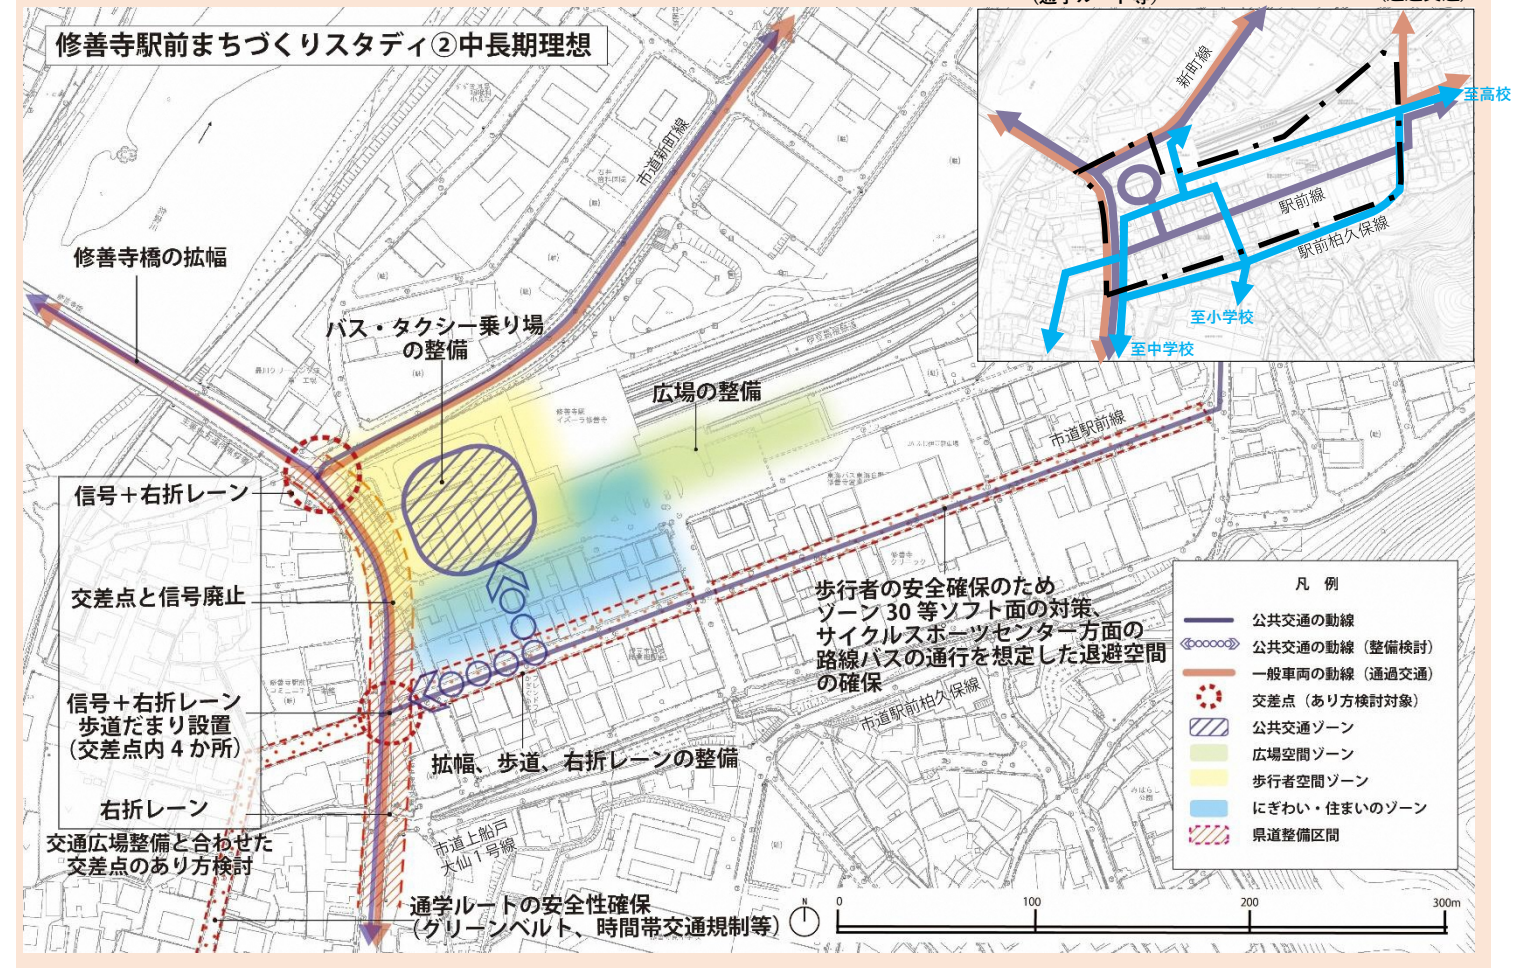 修善寺駅前まちづくりスタディ②中長期理想
新町線
至高校
駅前線
駅前柏久保線
至小学校
至中学校
市道新町線
修善寺橋の拡幅
修善寺橋
バス・タクシー乗り場
の整備
修善寺駅
イズーラ修善寺
広場の整備
市道駅前線
信号+右折レーン
交差点と信号廃止
信号+右折レーン
歩道だまり設置
(交差点内4か所)
右折レーン
交通広場整備と合わせた
交差点のあり方検討
歩行者の安全確保のため
ゾーン30等ソフト面の対策、
サイクルスポーツセンター方面の
路線バスの通行を想定した退避空間
の確保
市道駅前柏久保線
拡幅、歩道、右折レーンの整備
市道上船戸
大仙1号線
通学ルートの安全性確保
(グリーンベルト、時間帯交通規制等)
凡 例
公共交通の動線
公共交通の動線(整備検討)
一般車両の動線(通過交通)
交差点(あり方検討対象)
公共交通ゾーン
広場空間ゾーン
歩行者空間ゾーン
にぎわい・住まいのゾーン
県道整備区間
N
0 100 200 300m